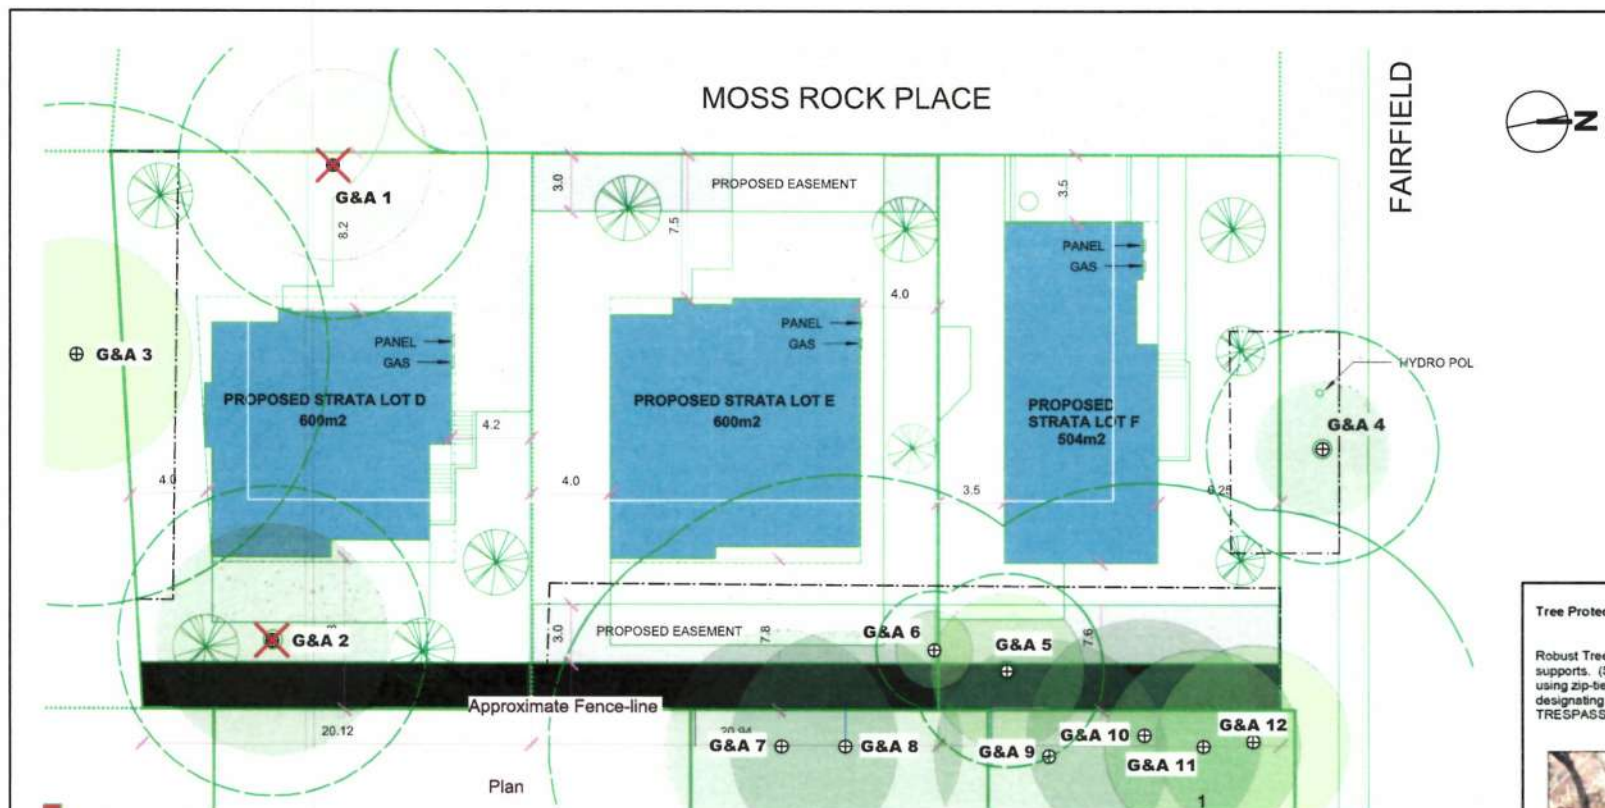 MOSS ROCK PLACE
FAIRFIELD
N
G&A 1
PROPOSED EASEMENT
3.0
8.2
7.5
3.5
PANEL
GAS
4.0
PANEL
GAS
PANEL
GAS
G&A 3
HYDRO POL
PROPOSED STRATA LOT D
600m2
PROPOSED STRATA LOT E
600m2
PROPOSED
STRATA LOT F
504m2
G&A 4
4.2
4.0
4.0
3.5
6.25
G&A 2
3.0
PROPOSED EASEMENT
7.8
G&A 6
G&A 5
7.6
Tree Protec
Robust Tree
supports. (
using zip-tie
designating
TRESPASS
Approximate Fence-line
20.12
20.94
G&A 7
G&A 8
G&A 9
G&A 10
G&A 11
G&A 12
Plan
1